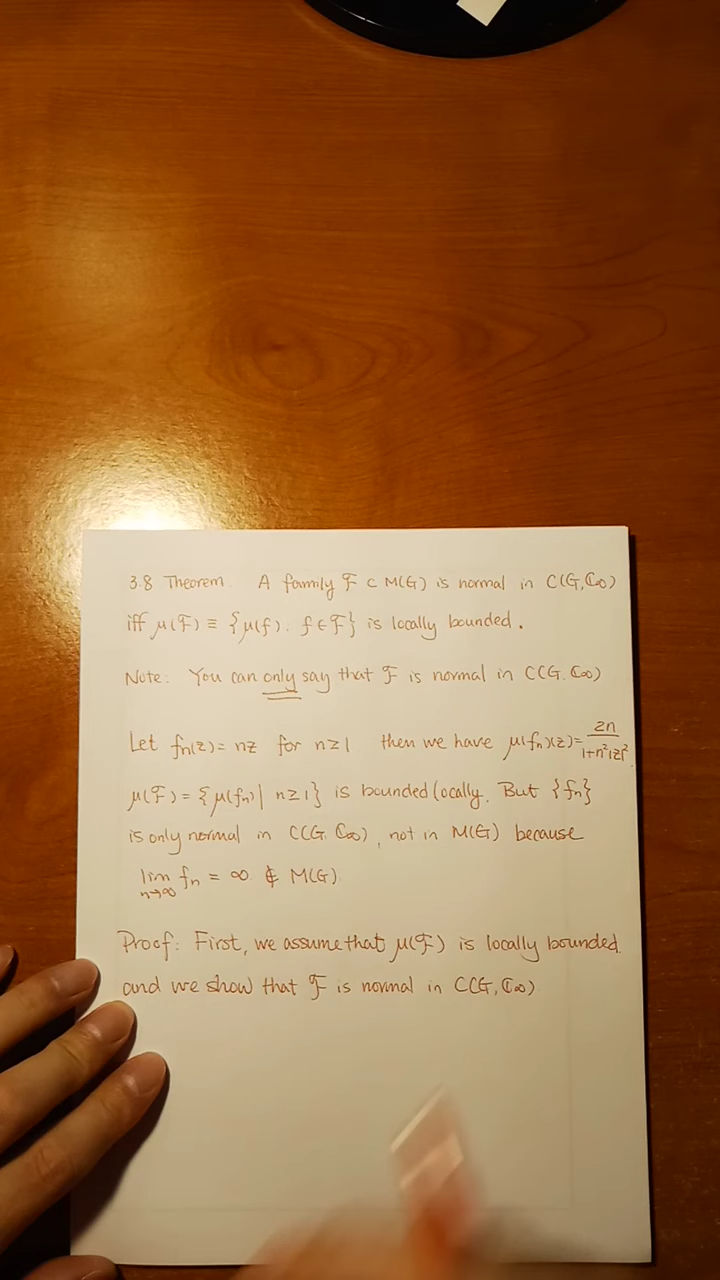 3.8 Theorem. A family ℱ ⊂ M(G) is normal in C(G, ℂ∞)
iff μ(ℱ) ≡ {μ(f) : f ∈ ℱ} is locally bounded.
Note: You can only say that ℱ is normal in C(G, ℂ∞)
Let fn(z) = nz for n≥1 then we have μ(fn)(z) = 2n / 1+n²|z|².
μ(ℱ) = {μ(fn) | n≥1} is bounded locally. But {fn}
is only normal in C(G, ℂ∞), not in M(G) because
lim n→∞ fn = ∞ ∉ M(G)
Proof: First, we assume that μ(ℱ) is locally bounded.
and we show that ℱ is normal in C(G, ℂ∞)